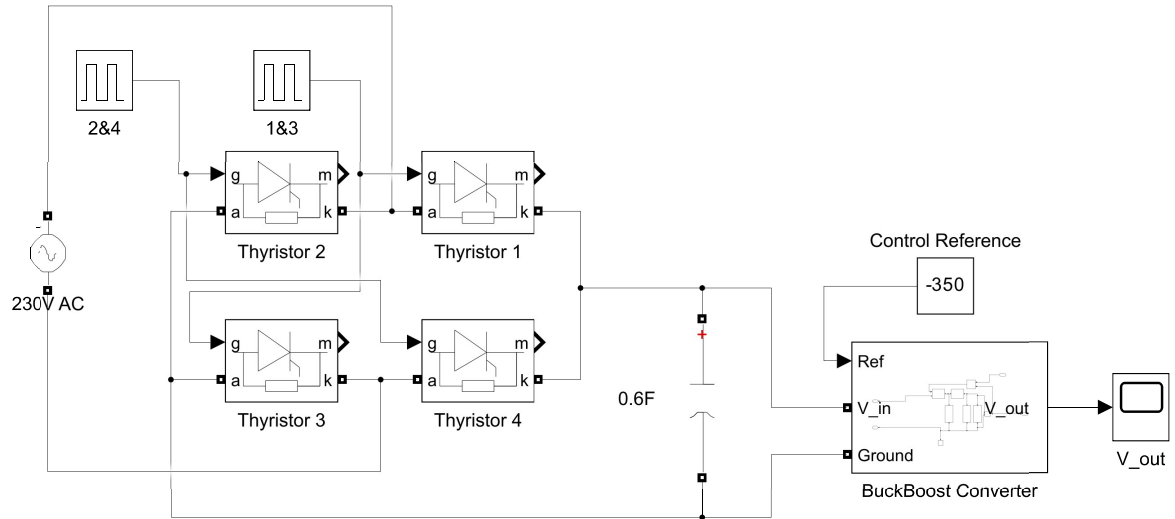 2&4
1&3
g
m
a
k
Thyristor 2
g
m
a
k
Thyristor 1
-
230V AC
g
m
a
k
Thyristor 3
g
m
a
k
Thyristor 4
+
0.6F
Control Reference
-350
Ref
V_in
V_out
Ground
BuckBoost Converter
V_out